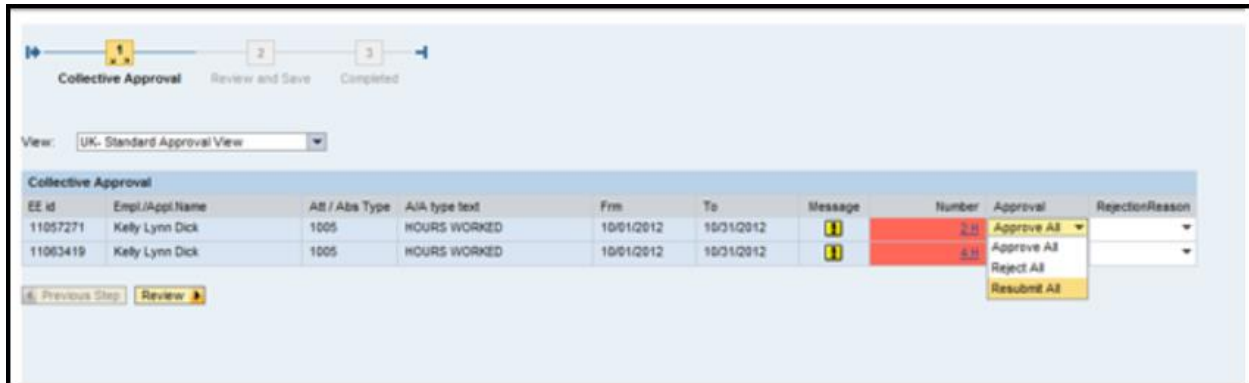 1 2 3
Collective Approval Review and Save Completed
View: UK- Standard Approval View
Collective Approval
EE id Empl./Appl.Name Att / Abs Type A/A type text Frm To Message Number Approval RejectionReason
11057271 Kelly Lynn Dick 1005 HOURS WORKED 10/01/2012 10/31/2012 2 H Approve All
11063419 Kelly Lynn Dick 1005 HOURS WORKED 10/01/2012 10/31/2012 4 H Approve All
Reject All
Resubmit All
Previous Step Review